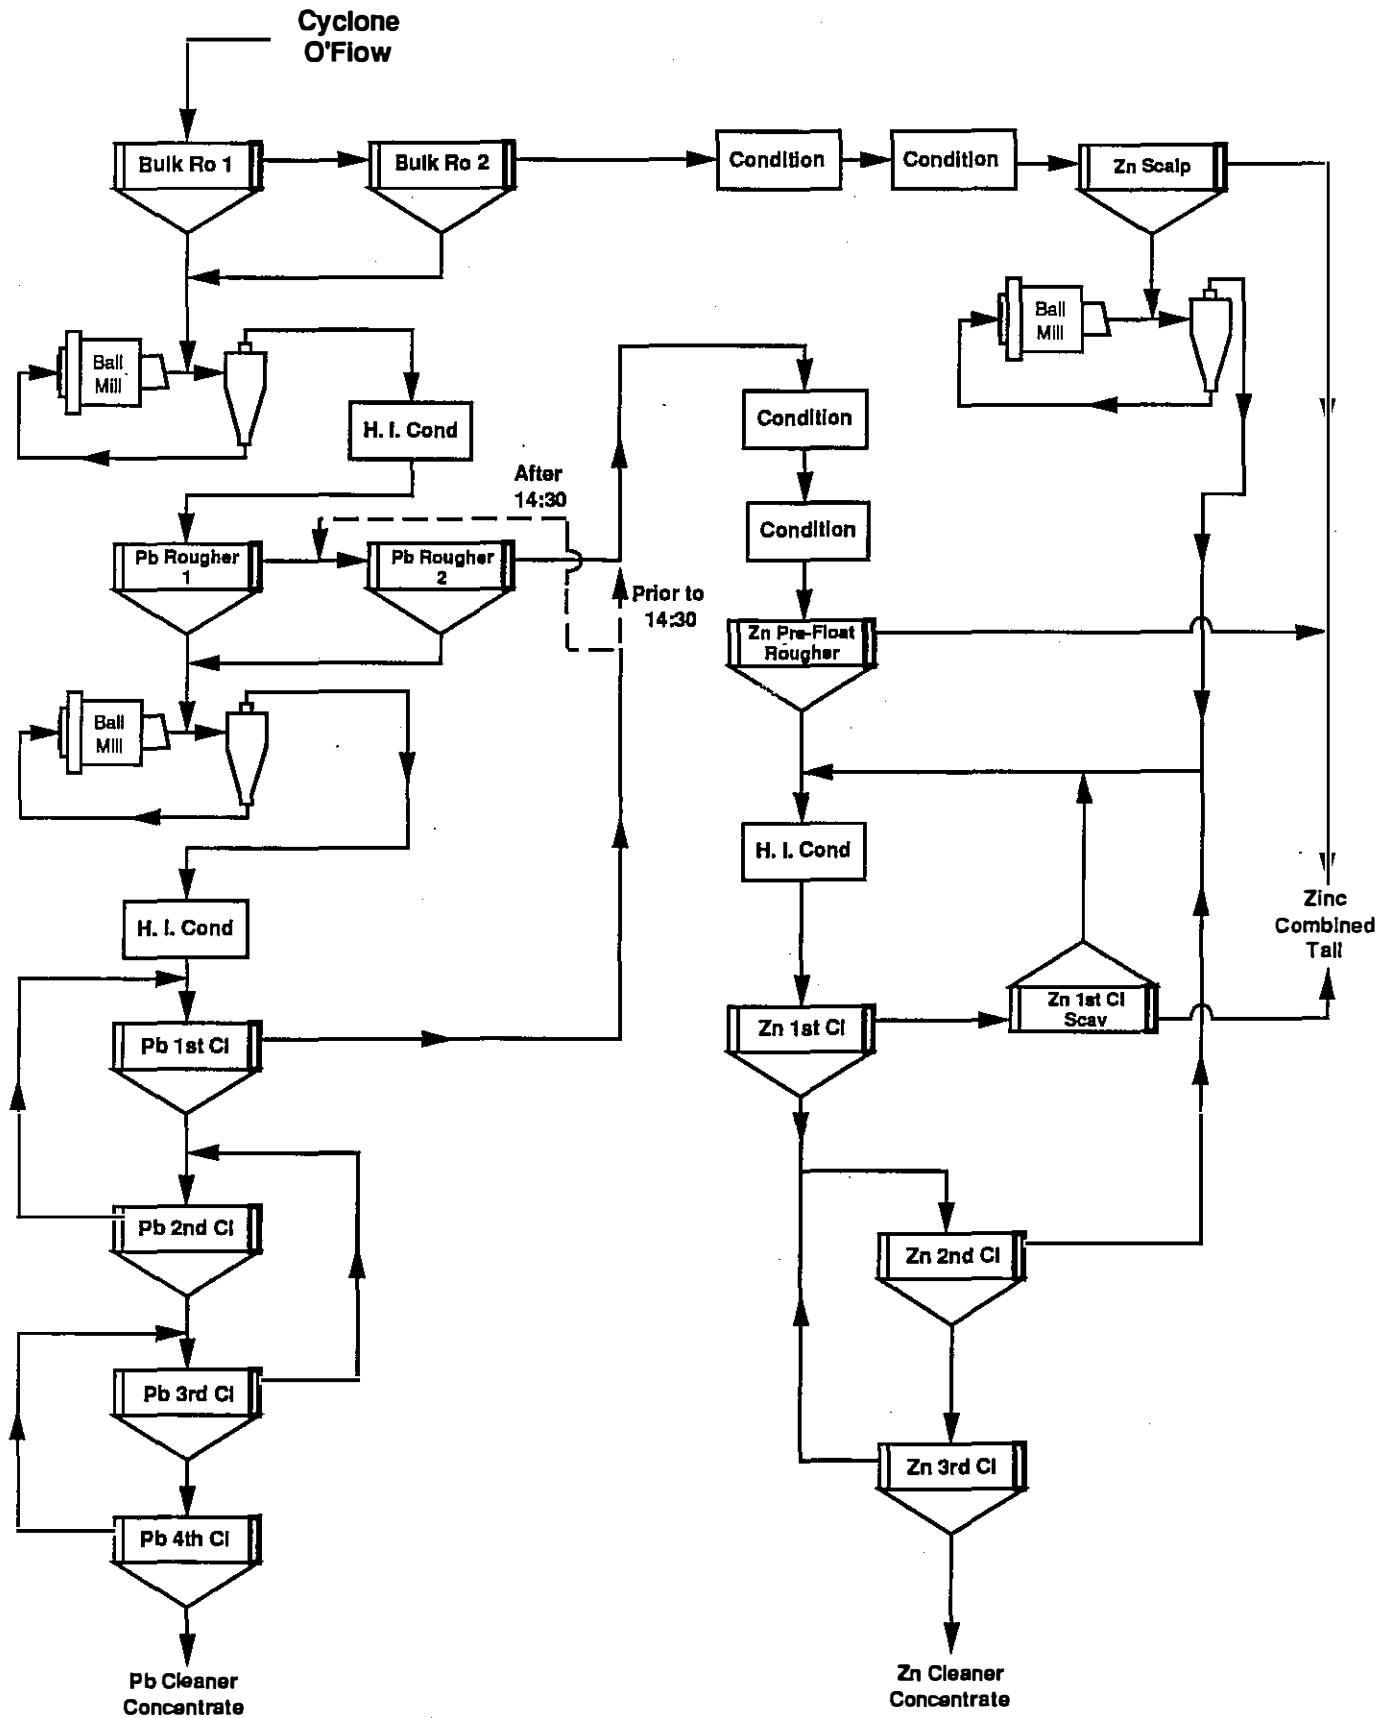 Cyclone
O'Flow
Bulk Ro 1
Bulk Ro 2
Condition
Condition
Zn Scalp
Ball
Mill
Ball
Mill
H. I. Cond
Condition
After
14:30
Condition
Pb Rougher
1
Pb Rougher
2
Prior to
14:30
Zn Pre-Float
Rougher
Ball
Mill
H. I. Cond
H. I. Cond
Zinc
Combined
Tail
Zn 1st Cl
Scav
Zn 1st Cl
Pb 1st Cl
Pb 2nd Cl
Zn 2nd Cl
Pb 3rd Cl
Zn 3rd Cl
Pb 4th Cl
Pb Cleaner
Concentrate
Zn Cleaner
Concentrate